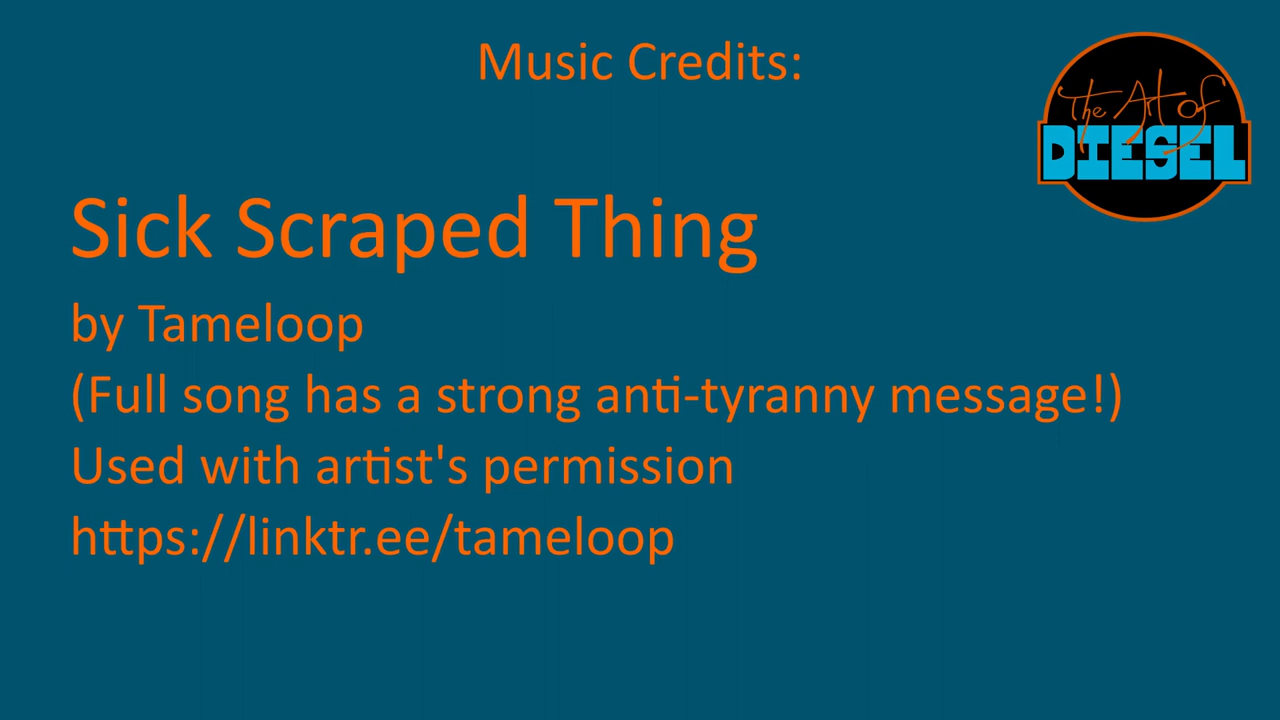 Music Credits:
The Art of
DIESEL
Sick Scraped Thing
by Tameloop
(Full song has a strong anti-tyranny message!)
Used with artist's permission
https://linktr.ee/tameloop